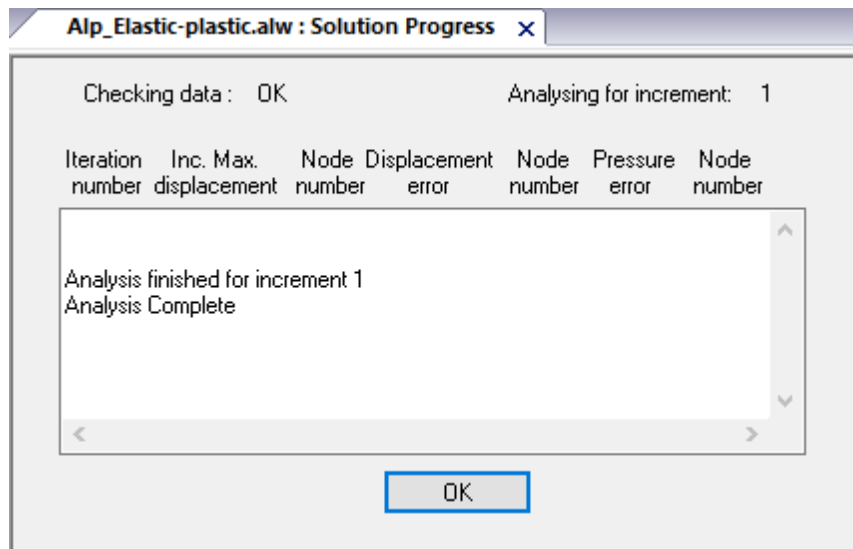 Alp_Elastic-plastic.alw : Solution Progress
Checking data : OK Analysing for increment: 1
Iteration Inc. Max. Node Displacement Node Pressure Node
number displacement number error number error number
Analysis finished for increment 1
Analysis Complete
OK